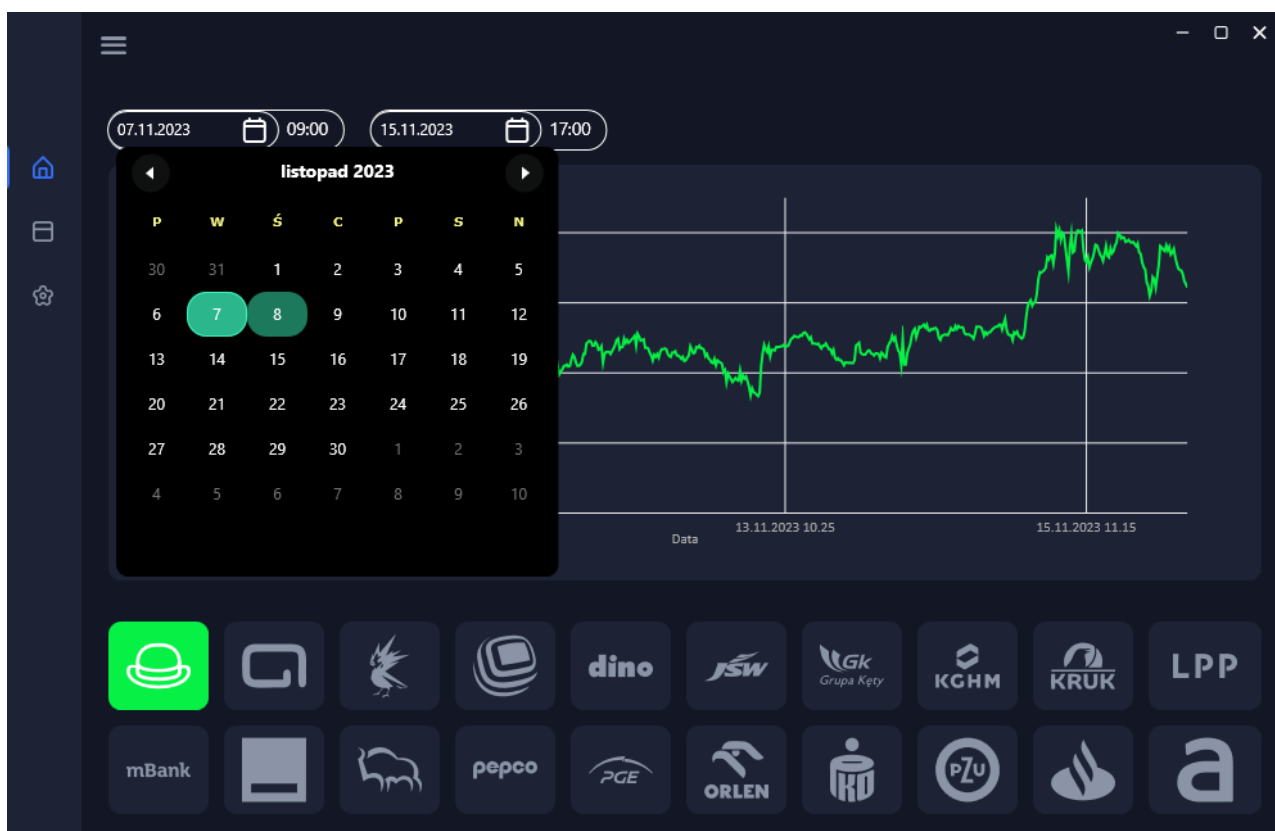 07.11.2023 09:00 15.11.2023 17:00
listopad 2023
P W Ś C P S N
30 31 1 2 3 4 5
6 7 8 9 10 11 12
13 14 15 16 17 18 19
20 21 22 23 24 25 26
27 28 29 30 1 2 3
4 5 6 7 8 9 10
13.11.2023 10.25 15.11.2023 11.15
Data
dino JSW Gk Grupa Kęty KGHM KRUK LPP
mBank pepco PGE ORLEN PKO PZU a